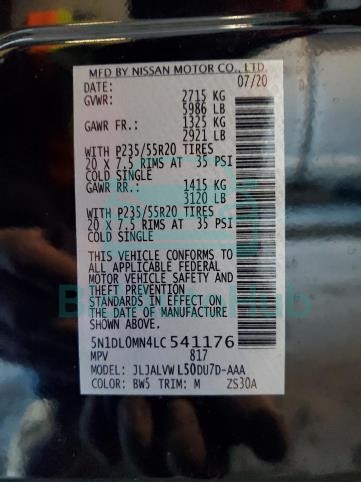 MFD BY NISSAN MOTOR CO., LTD.
DATE: 07/20
GVWR: 2715 KG
5986 LB
GAWR FR.: 1325 KG
2921 LB
WITH P235/55R20 TIRES
20 X 7.5 RIMS AT 35 PSI
COLD SINGLE
GAWR RR.: 1415 KG
3120 LB
WITH P235/55R20 TIRES
20 X 7.5 RIMS AT 35 PSI
COLD SINGLE
THIS VEHICLE CONFORMS TO
ALL APPLICABLE FEDERAL
MOTOR VEHICLE SAFETY AND
THEFT PREVENTION
STANDARDS IN EFFECT ON
THE DATE OF MANUFACTURE
SHOWN ABOVE.
5N1DL0MN4LC541176
MPV 817
MODEL: JLJALVWL50DU7D-AAA
COLOR: BW5 TRIM: M ZS30A